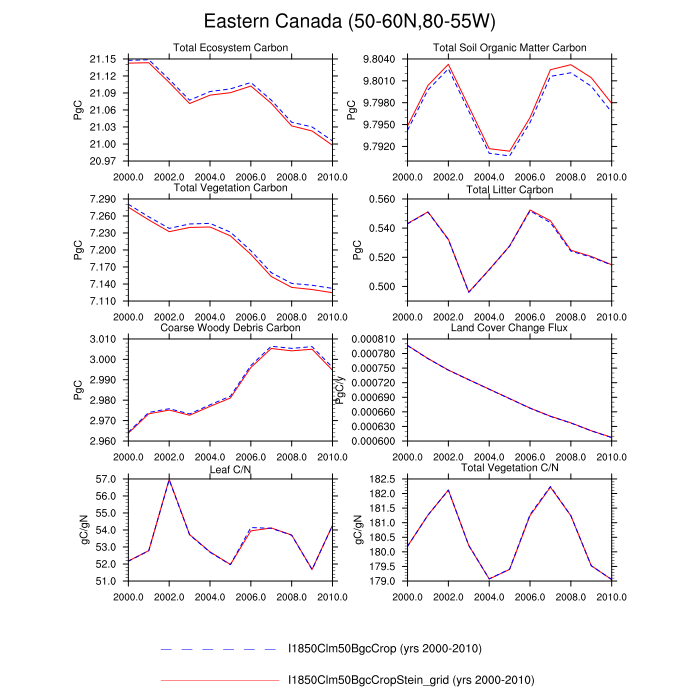 Eastern Canada (50-60N,80-55W)
Total Ecosystem Carbon
21.15
21.12
21.09
21.06
21.03
21.00
20.97
PgC
2000.0 2002.0 2004.0 2006.0 2008.0 2010.0
Total Soil Organic Matter Carbon
9.8040
9.8010
9.7980
9.7950
9.7920
PgC
2000.0 2002.0 2004.0 2006.0 2008.0 2010.0
Total Vegetation Carbon
7.290
7.260
7.230
7.200
7.170
7.140
7.110
PgC
2000.0 2002.0 2004.0 2006.0 2008.0 2010.0
Total Litter Carbon
0.560
0.540
0.520
0.500
PgC
2000.0 2002.0 2004.0 2006.0 2008.0 2010.0
Coarse Woody Debris Carbon
3.010
3.000
2.990
2.980
2.970
2.960
PgC
2000.0 2002.0 2004.0 2006.0 2008.0 2010.0
Land Cover Change Flux
0.000810
0.000780
0.000750
0.000720
0.000690
0.000660
0.000630
0.000600
PgC/y
2000.0 2002.0 2004.0 2006.0 2008.0 2010.0
Leaf C/N
57.0
56.0
55.0
54.0
53.0
52.0
51.0
gC/gN
2000.0 2002.0 2004.0 2006.0 2008.0 2010.0
Total Vegetation C/N
182.5
182.0
181.5
181.0
180.5
180.0
179.5
179.0
gC/gN
2000.0 2002.0 2004.0 2006.0 2008.0 2010.0
I1850Clm50BgcCrop (yrs 2000-2010)
I1850Clm50BgcCropStein_grid (yrs 2000-2010)